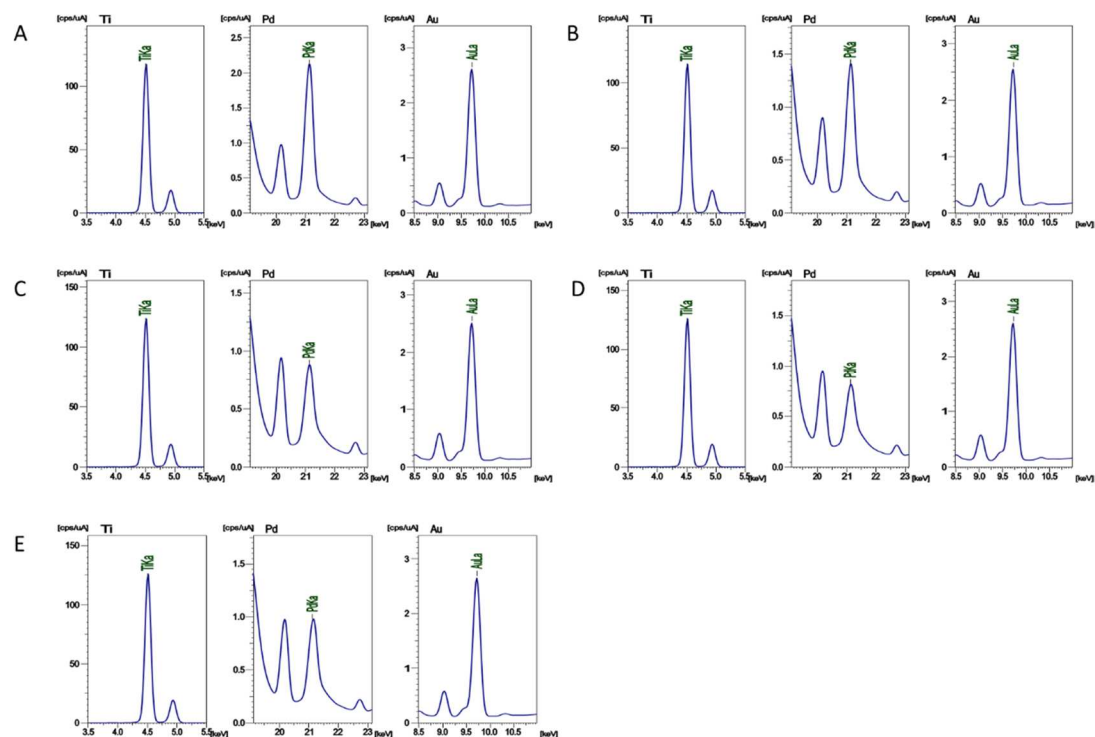 A
[cps/uA] Ti
TiKa
100
50
0
3.5 4.0 4.5 5.0 5.5 [keV]
[cps/uA] Pd
PdKa
2.5
2.0
1.5
1.0
0.5
0.0
20 21 22 23 [keV]
[cps/uA] Au
AuLa
3
2
1
0
8.5 9.0 9.5 10.0 10.5 [keV]
B
[cps/uA] Ti
TiKa
100
50
0
3.5 4.0 4.5 5.0 5.5 [keV]
[cps/uA] Pd
PdKa
1.5
1.0
0.5
0.0
20 21 22 23 [keV]
[cps/uA] Au
AuLa
3
2
1
0
8.5 9.0 9.5 10.0 10.5 [keV]
C
[cps/uA] Ti
TiKa
150
100
50
0
3.5 4.0 4.5 5.0 5.5 [keV]
[cps/uA] Pd
PdKa
1.5
1.0
0.5
0.0
20 21 22 23 [keV]
[cps/uA] Au
AuLa
3
2
1
0
8.5 9.0 9.5 10.0 10.5 [keV]
D
[cps/uA] Ti
TiKa
150
100
50
0
3.5 4.0 4.5 5.0 5.5 [keV]
[cps/uA] Pd
PdKa
1.5
1.0
0.5
0.0
20 21 22 23 [keV]
[cps/uA] Au
AuLa
3
2
1
0
8.5 9.0 9.5 10.0 10.5 [keV]
E
[cps/uA] Ti
TiKa
150
100
50
0
3.5 4.0 4.5 5.0 5.5 [keV]
[cps/uA] Pd
PdKa
1.5
1.0
0.5
0.0
20 21 22 23 [keV]
[cps/uA] Au
AuLa
3
2
1
0
8.5 9.0 9.5 10.0 10.5 [keV]